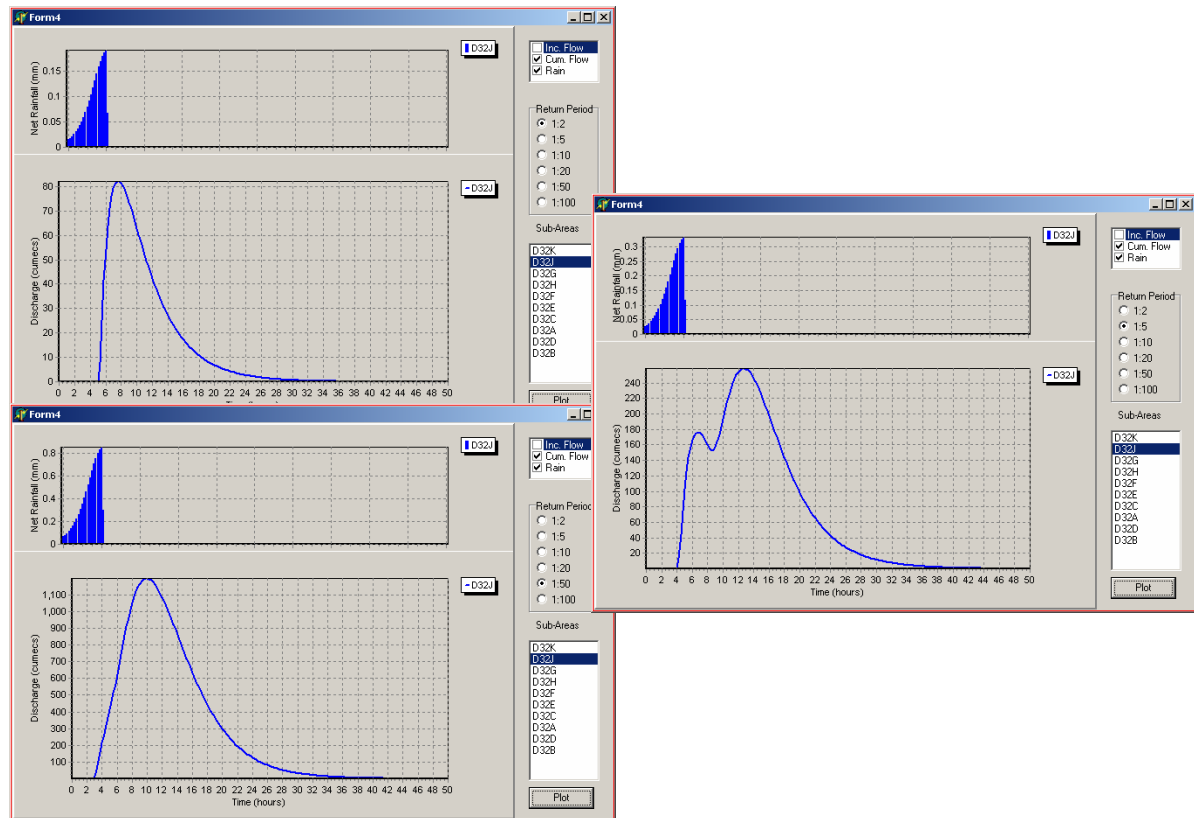 Form4
D32J
Net Rainfall (mm)
0.15
0.1
0.05
0
Inc. Flow
Cum. Flow
Rain
Return Period
1:2
1:5
1:10
1:20
1:50
1:100
D32J
Discharge (cumecs)
80
70
60
50
40
30
20
10
0
0 2 4 6 8 10 12 14 16 18 20 22 24 26 28 30 32 34 36 38 40 42 44 46 48 50
Sub-Areas
D32K
D32J
D32G
D32H
D32F
D32E
D32C
D32A
D32D
D32B
Plot
Form4
D32J
Net Rainfall (mm)
0.3
0.25
0.2
0.15
0.1
0.05
0
Inc. Flow
Cum. Flow
Rain
Return Period
1:2
1:5
1:10
1:20
1:50
1:100
D32J
Discharge (cumecs)
240
220
200
180
160
140
120
100
80
60
40
20
0 2 4 6 8 10 12 14 16 18 20 22 24 26 28 30 32 34 36 38 40 42 44 46 48 50
Time (hours)
Sub-Areas
D32K
D32J
D32G
D32H
D32F
D32E
D32C
D32A
D32D
D32B
Plot
Form4
D32J
Net Rainfall (mm)
0.8
0.6
0.4
0.2
0
Inc. Flow
Cum. Flow
Rain
Return Period
1:2
1:5
1:10
1:20
1:50
1:100
D32J
Discharge (cumecs)
1,100
1,000
900
800
700
600
500
400
300
200
100
0 2 4 6 8 10 12 14 16 18 20 22 24 26 28 30 32 34 36 38 40 42 44 46 48 50
Time (hours)
Sub-Areas
D32K
D32J
D32G
D32H
D32F
D32E
D32C
D32A
D32D
D32B
Plot